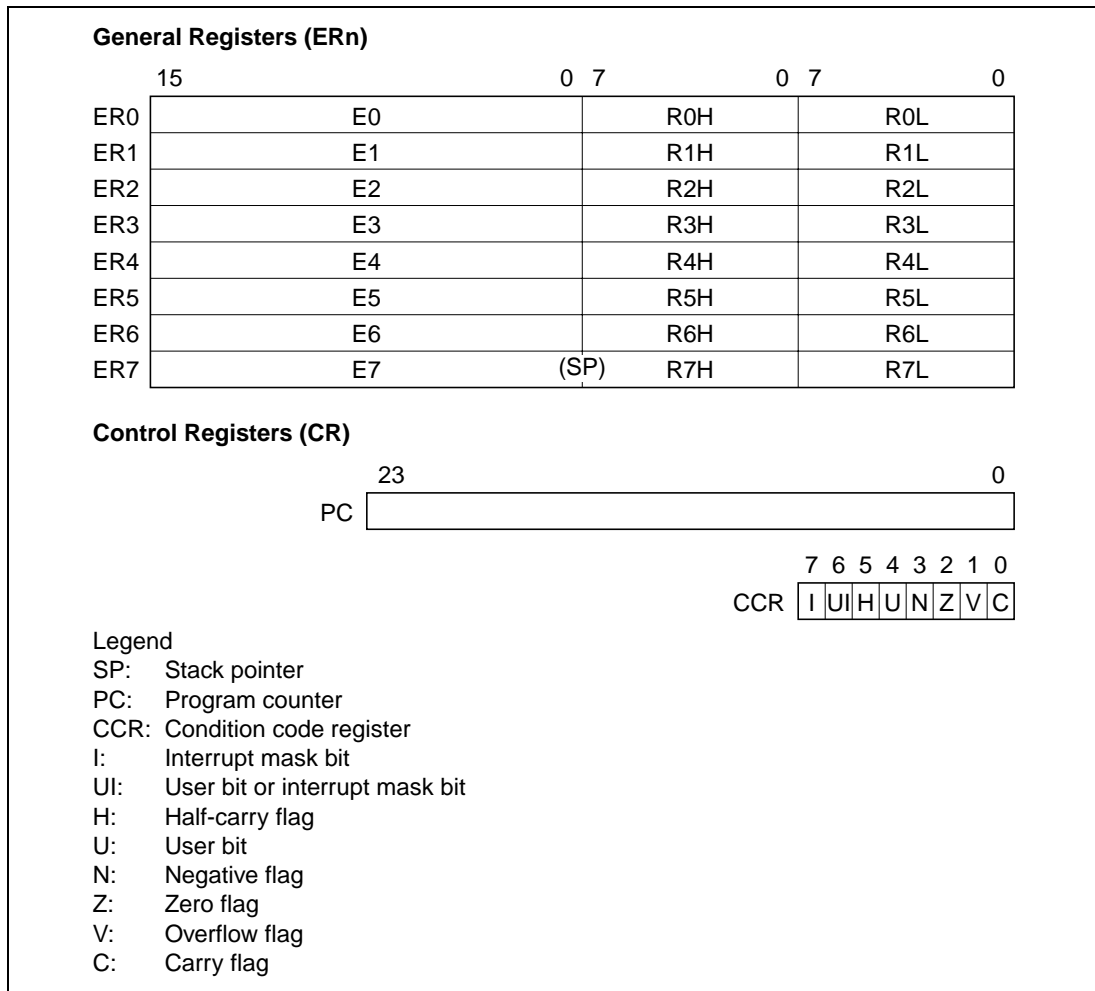 General Registers (ERn)
15 0 7 0 7 0
ER0 E0 R0H R0L
ER1 E1 R1H R1L
ER2 E2 R2H R2L
ER3 E3 R3H R3L
ER4 E4 R4H R4L
ER5 E5 R5H R5L
ER6 E6 R6H R6L
ER7 E7 (SP) R7H R7L
Control Registers (CR)
23 0
PC
7 6 5 4 3 2 1 0
CCR I UI H U N Z V C
Legend
SP: Stack pointer
PC: Program counter
CCR: Condition code register
I: Interrupt mask bit
UI: User bit or interrupt mask bit
H: Half-carry flag
U: User bit
N: Negative flag
Z: Zero flag
V: Overflow flag
C: Carry flag